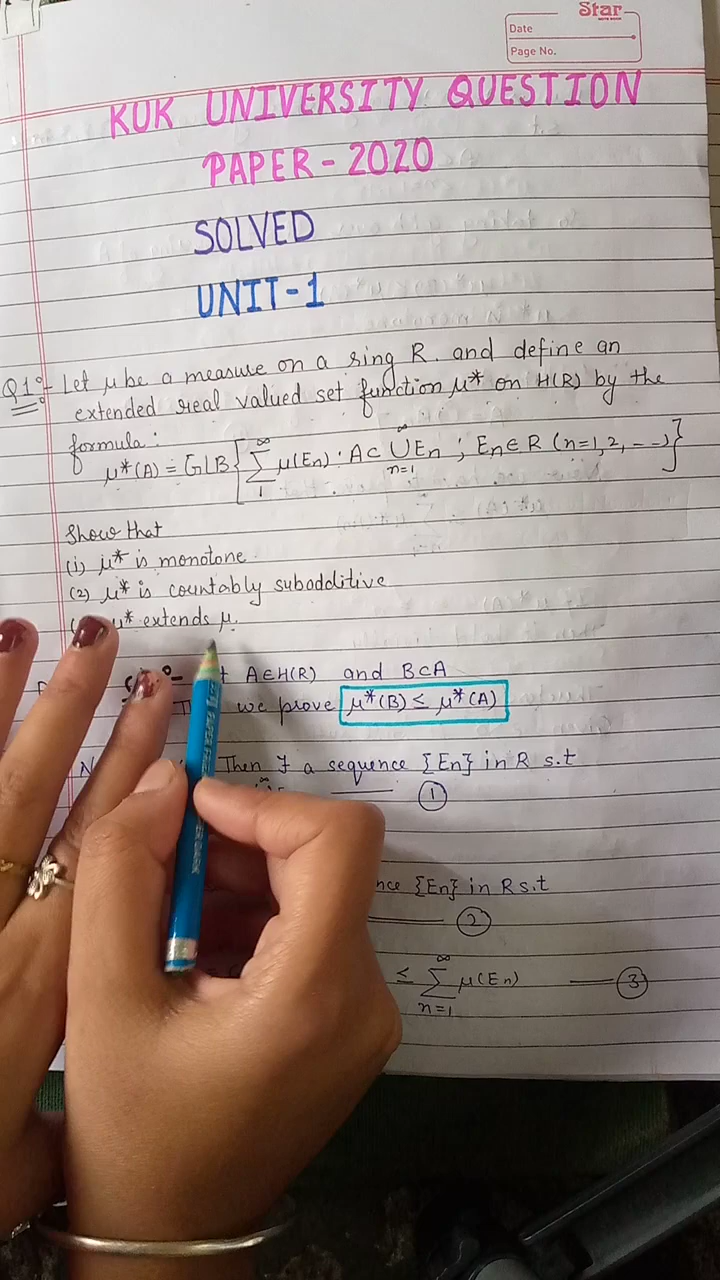 Star
Date
Page No.
KUK UNIVERSITY QUESTION
PAPER - 2020
SOLVED
UNIT-1
Q1:- Let μ be a measure on a ring R. and define an
extended real valued set function μ* on H(R) by the
formula:
μ*(A) = GLB { ∑₁^∞ μ(En) : A⊂ ∪_{n=1}^∞ En ; En ∈ R (n=1,2,---) }
Show that
(1) μ* is monotone
(2) μ* is countably subadditive
μ* extends μ.
A∈H(R) and B⊂A
we prove μ*(B) ≤ μ*(A)
Then ∃ a sequence {En} in R s.t
①
{En} in R s.t
②
≤ ∑_{n=1}^∞ μ(En) ③